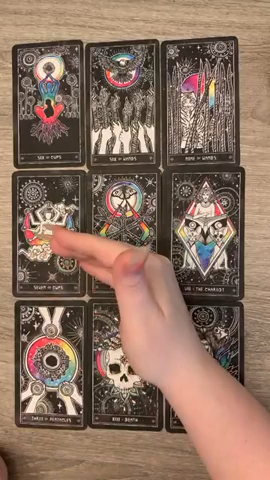 SIX OF CUPS
SIX OF WANDS
NINE OF WANDS
SEVEN OF CUPS
VII • THE CHARIOT
THREE OF PENTACLES
XIII • DEATH